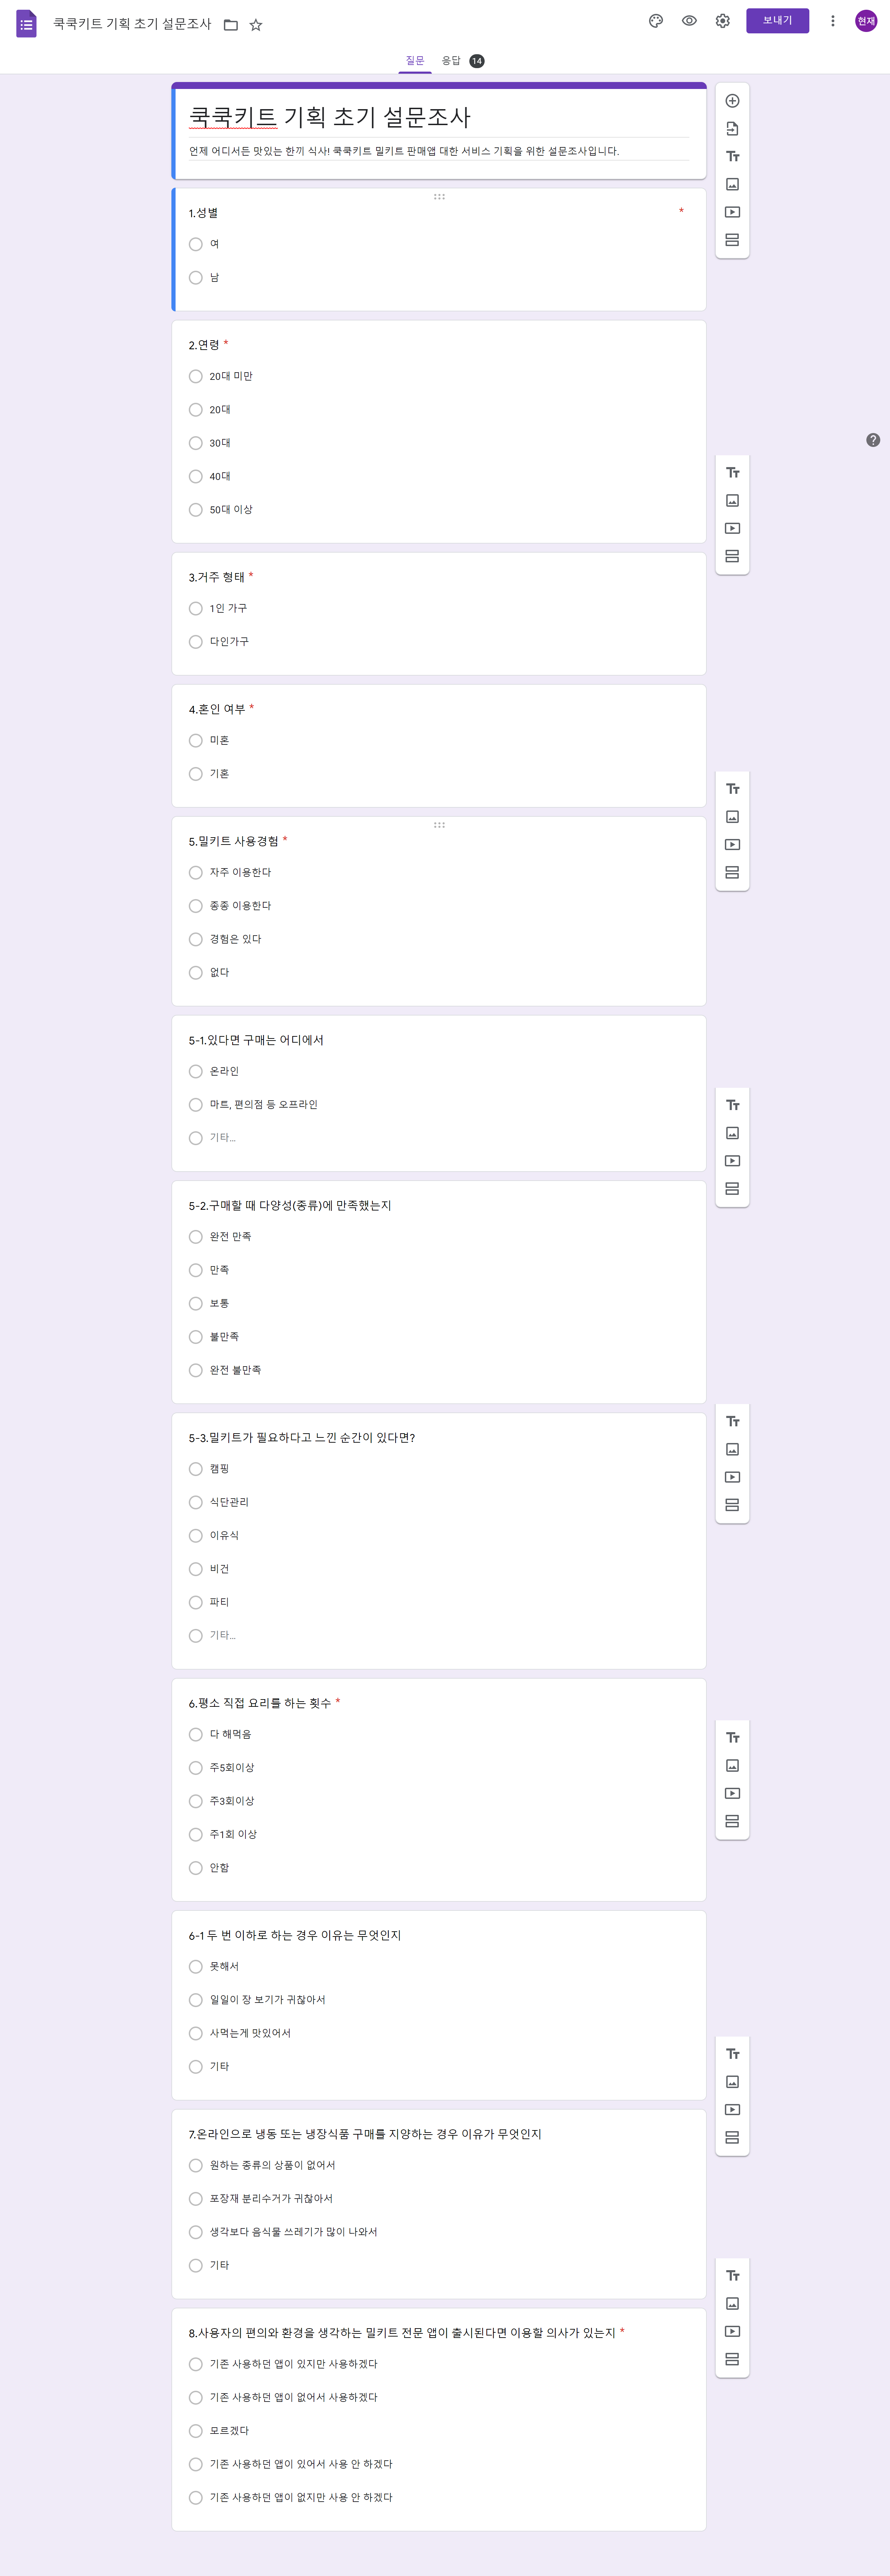 쿡쿡키트 기획 초기 설문조사
보내기
현재
질문
응답 14
쿡쿡키트 기획 초기 설문조사
언제 어디서든 맛있는 한끼 식사! 쿡쿡키트 밀키트 판매앱 대한 서비스 기획을 위한 설문조사입니다.
1.성별 *
여
남
2.연령 *
20대 미만
20대
30대
40대
50대 이상
3.거주 형태 *
1인 가구
다인가구
4.혼인 여부 *
미혼
기혼
5.밀키트 사용경험 *
자주 이용한다
종종 이용한다
경험은 있다
없다
5-1.있다면 구매는 어디에서
온라인
마트, 편의점 등 오프라인
기타...
5-2.구매할 때 다양성(종류)에 만족했는지
완전 만족
만족
보통
불만족
완전 불만족
5-3.밀키트가 필요하다고 느낀 순간이 있다면?
캠핑
식단관리
이유식
비건
파티
기타...
6.평소 직접 요리를 하는 횟수 *
다 해먹음
주5회이상
주3회이상
주1회 이상
안함
6-1 두 번 이하로 하는 경우 이유는 무엇인지
못해서
일일이 장 보기가 귀찮아서
사먹는게 맛있어서
기타
7.온라인으로 냉동 또는 냉장식품 구매를 지양하는 경우 이유가 무엇인지
원하는 종류의 상품이 없어서
포장재 분리수거가 귀찮아서
생각보다 음식물 쓰레기가 많이 나와서
기타
8.사용자의 편의와 환경을 생각하는 밀키트 전문 앱이 출시된다면 이용할 의사가 있는지 *
기존 사용하던 앱이 있지만 사용하겠다
기존 사용하던 앱이 없어서 사용하겠다
모르겠다
기존 사용하던 앱이 있어서 사용 안 하겠다
기존 사용하던 앱이 없지만 사용 안 하겠다